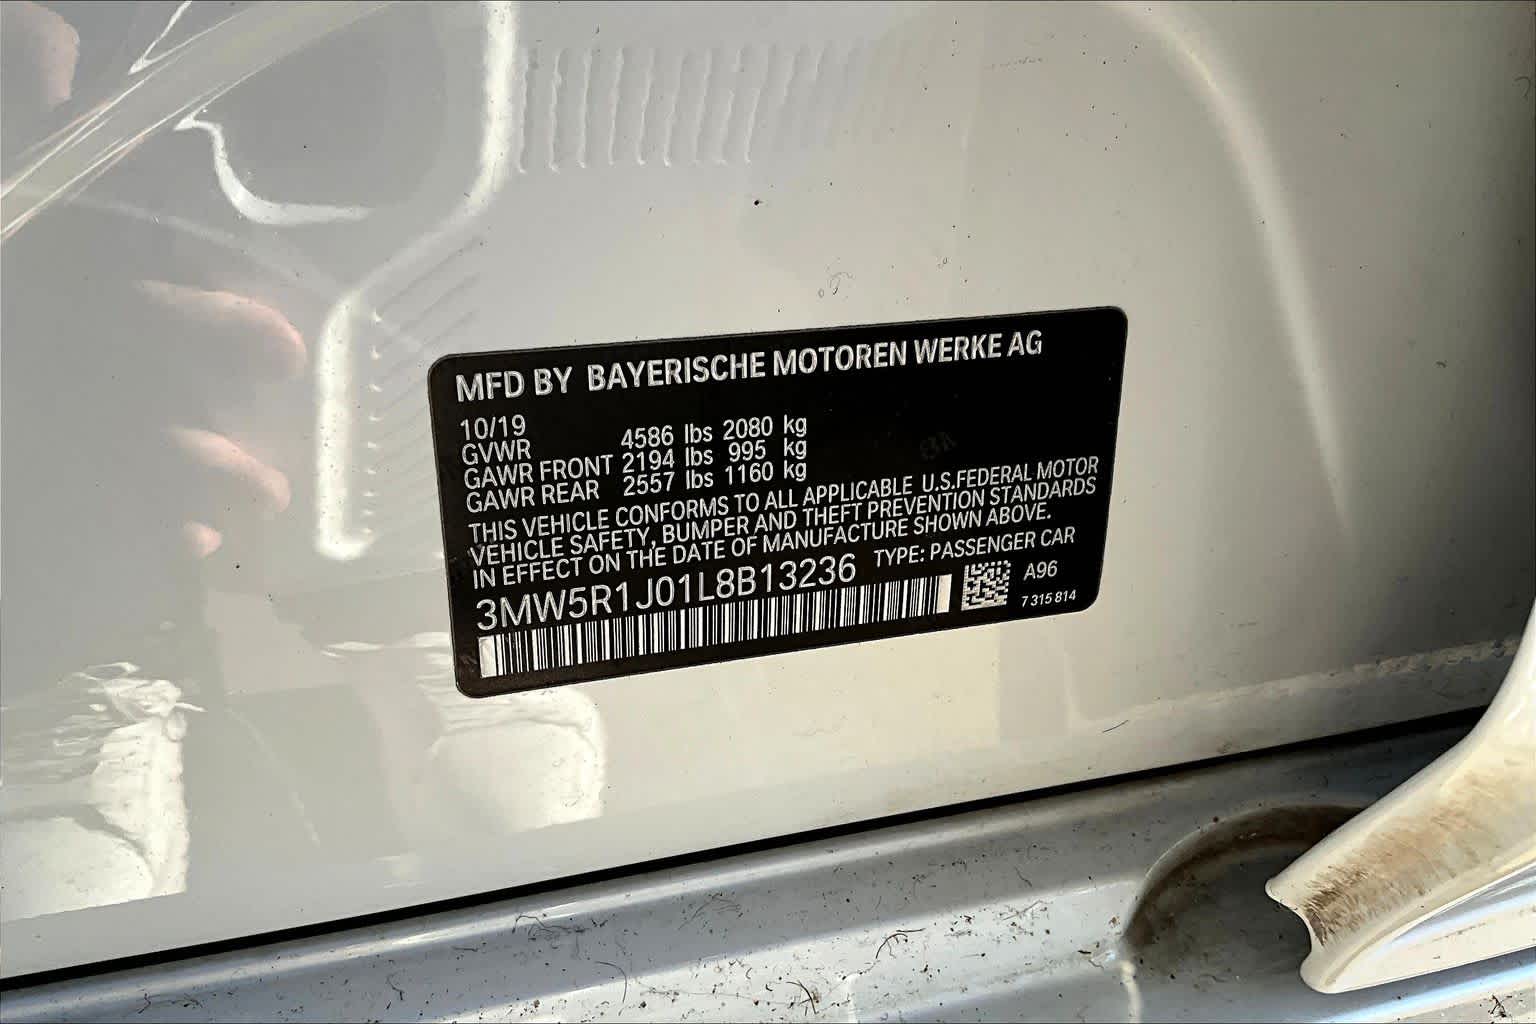 MFD BY BAYERISCHE MOTOREN WERKE AG
10/19
GVWR 4586 lbs 2080 kg
GAWR FRONT 2194 lbs 995 kg
GAWR REAR 2557 lbs 1160 kg
THIS VEHICLE CONFORMS TO ALL APPLICABLE U.S.FEDERAL MOTOR
VEHICLE SAFETY, BUMPER AND THEFT PREVENTION STANDARDS
IN EFFECT ON THE DATE OF MANUFACTURE SHOWN ABOVE.
3MW5R1J01L8B13236 TYPE: PASSENGER CAR
A96
7 315 814